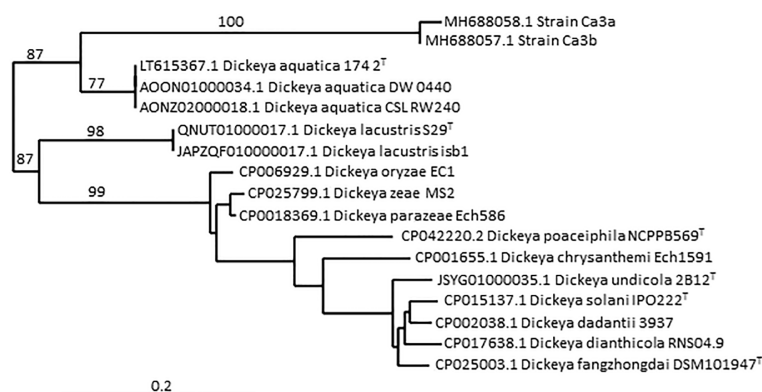 100
MH688058.1 Strain Ca3a
MH688057.1 Strain Ca3b
87
LT615367.1 Dickeya aquatica 174 2ᵀ
77
AOON01000034.1 Dickeya aquatica DW 0440
AONZ02000018.1 Dickeya aquatica CSL RW240
98
QNUT01000017.1 Dickeya lacustris S29ᵀ
JAPZQF010000017.1 Dickeya lacustris isb1
87
CP006929.1 Dickeya oryzae EC1
99
CP025799.1 Dickeya zeae MS2
CP0018369.1 Dickeya parazeae Ech586
CP042220.2 Dickeya poaceiphila NCPPB569ᵀ
CP001655.1 Dickeya chrysanthemi Ech1591
JSYG01000035.1 Dickeya undicola 2B12ᵀ
CP015137.1 Dickeya solani IPO222ᵀ
CP002038.1 Dickeya dadantii 3937
CP017638.1 Dickeya dianthicola RNS04.9
CP025003.1 Dickeya fangzhongdai DSM101947ᵀ
0.2